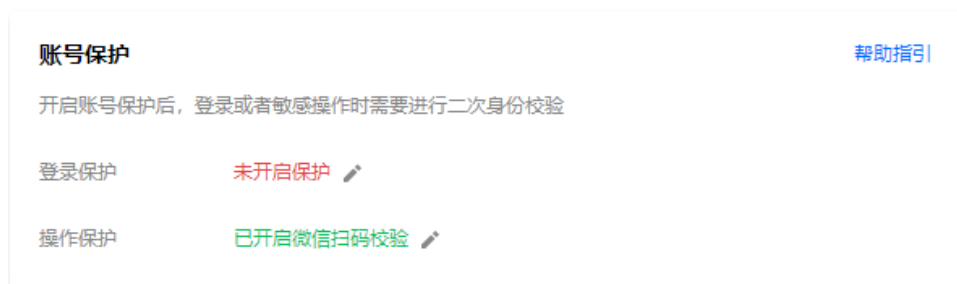 账号保护
帮助指引
开启账号保护后，登录或者敏感操作时需要进行二次身份校验
登录保护 未开启保护
操作保护 已开启微信扫码校验